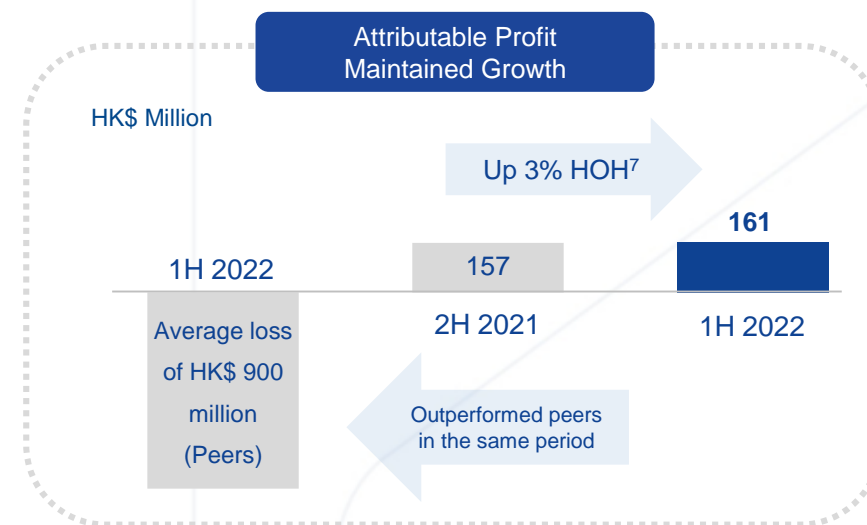 Attributable Profit
Maintained Growth
HK$ Million
Up 3% HOH7
161
1H 2022
157
Average loss
of HK$ 900
million
(Peers)
2H 2021
1H 2022
Outperformed peers
in the same period